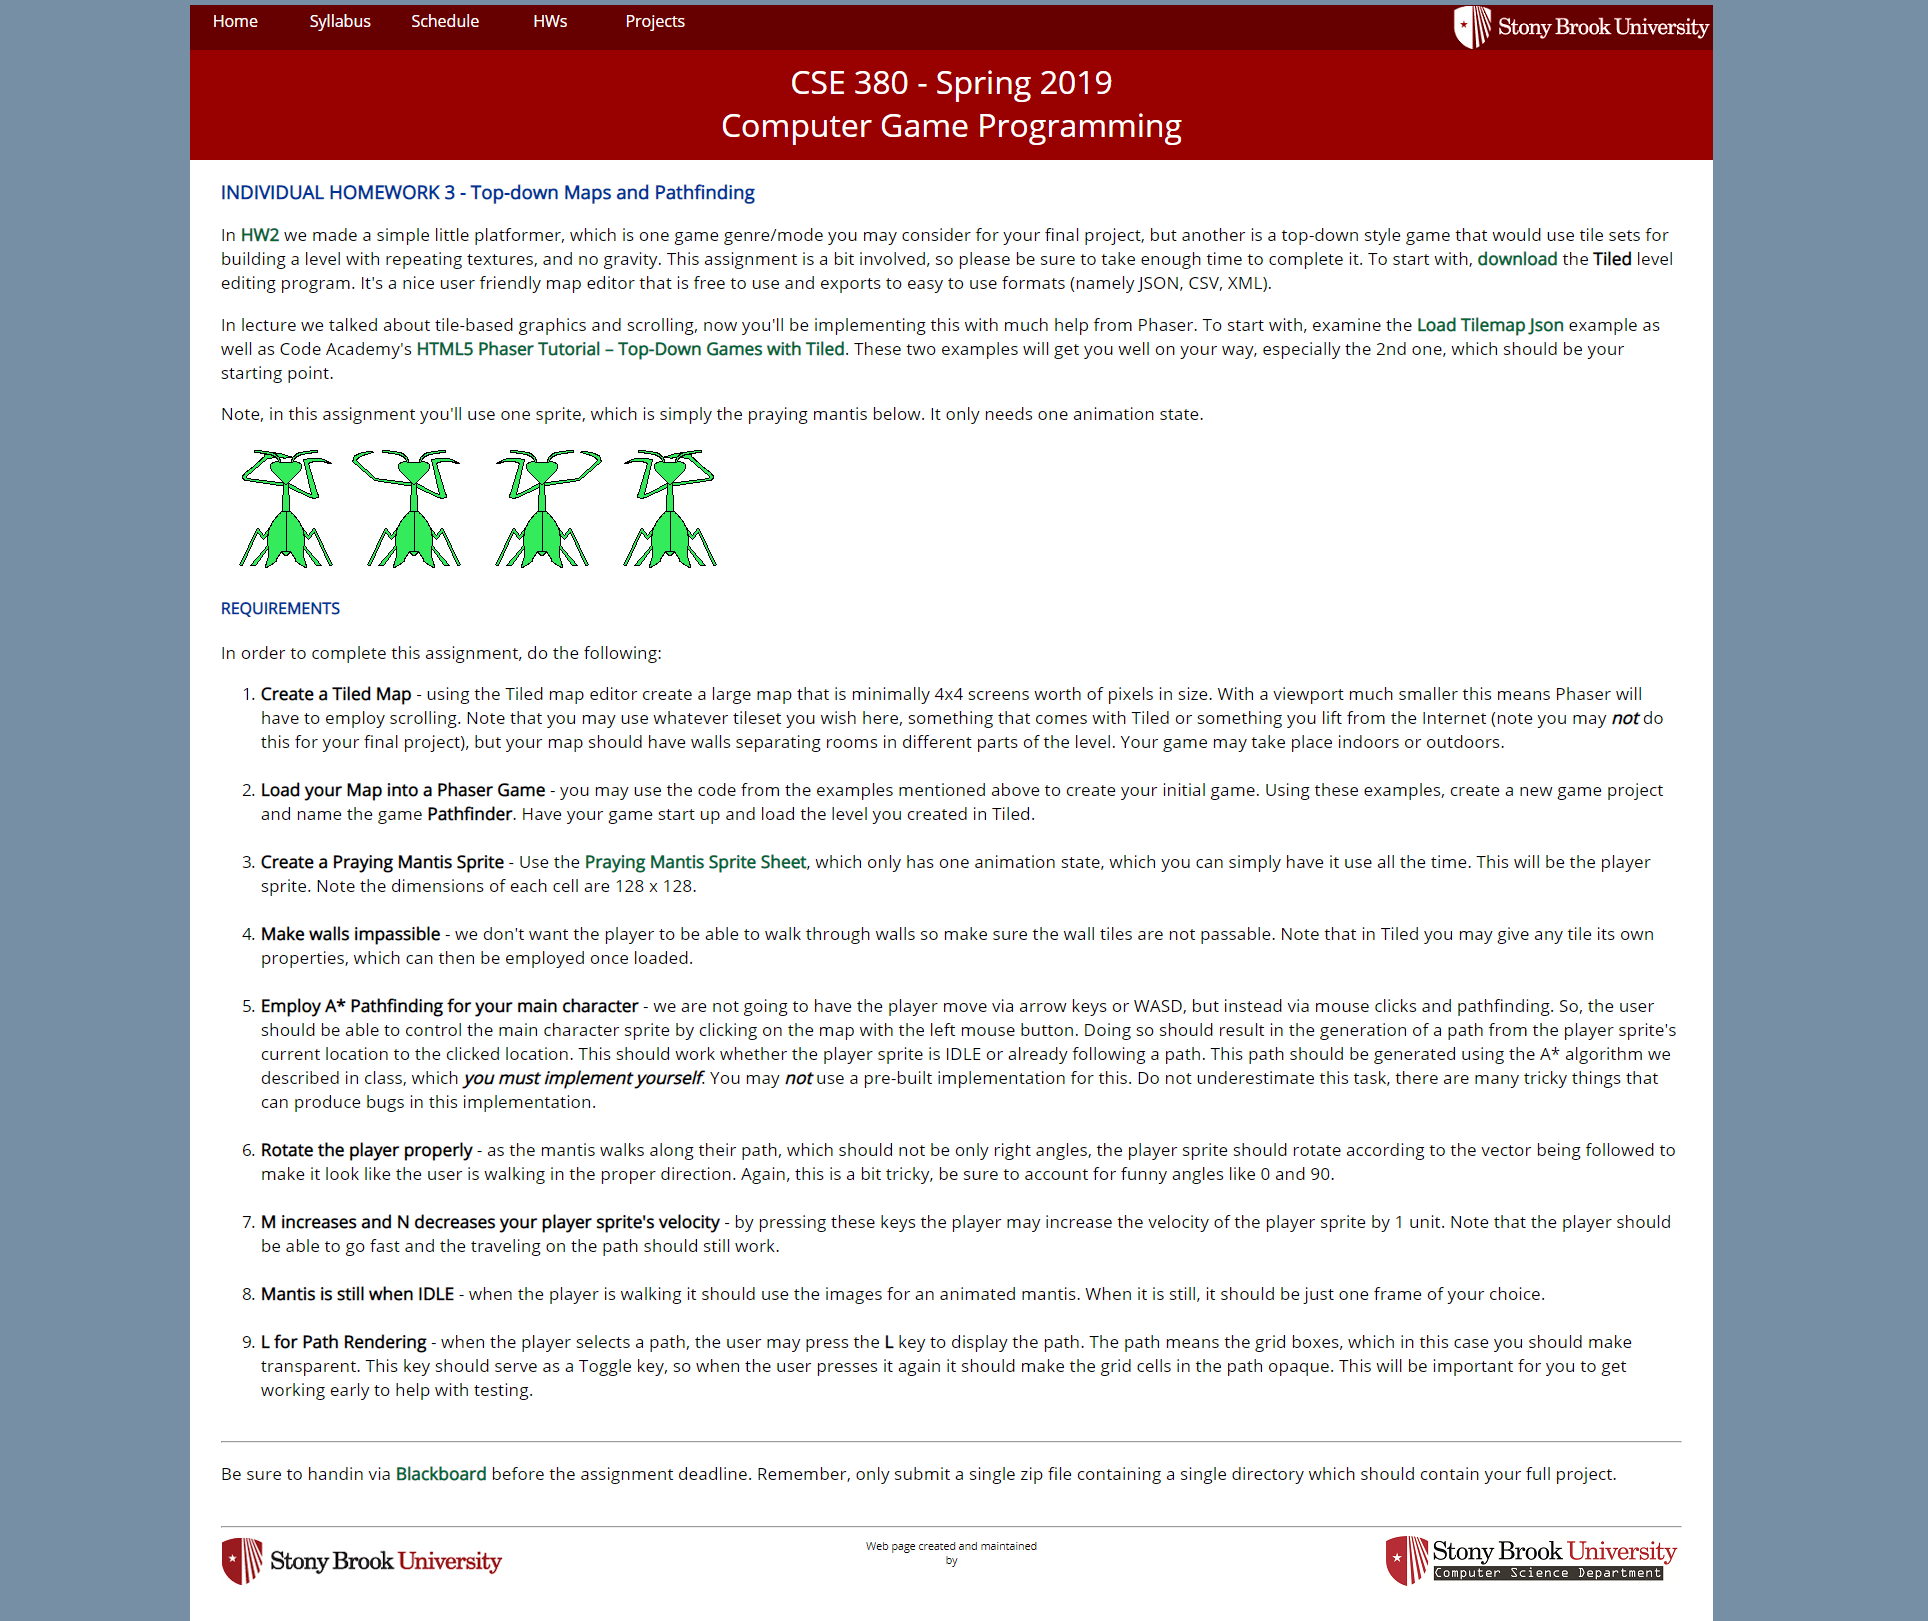 Home Syllabus Schedule HWs Projects
Stony Brook University
CSE 380 - Spring 2019
Computer Game Programming
INDIVIDUAL HOMEWORK 3 - Top-down Maps and Pathfinding
In HW2 we made a simple little platformer, which is one game genre/mode you may consider for your final project, but another is a top-down style game that would use tile sets for
building a level with repeating textures, and no gravity. This assignment is a bit involved, so please be sure to take enough time to complete it. To start with, download the Tiled level
editing program. It's a nice user friendly map editor that is free to use and exports to easy to use formats (namely JSON, CSV, XML).
In lecture we talked about tile-based graphics and scrolling, now you'll be implementing this with much help from Phaser. To start with, examine the Load Tilemap Json example as
well as Code Academy's HTML5 Phaser Tutorial – Top-Down Games with Tiled. These two examples will get you well on your way, especially the 2nd one, which should be your
starting point.
Note, in this assignment you'll use one sprite, which is simply the praying mantis below. It only needs one animation state.
REQUIREMENTS
In order to complete this assignment, do the following:
1. Create a Tiled Map - using the Tiled map editor create a large map that is minimally 4x4 screens worth of pixels in size. With a viewport much smaller this means Phaser will
have to employ scrolling. Note that you may use whatever tileset you wish here, something that comes with Tiled or something you lift from the Internet (note you may not do
this for your final project), but your map should have walls separating rooms in different parts of the level. Your game may take place indoors or outdoors.
2. Load your Map into a Phaser Game - you may use the code from the examples mentioned above to create your initial game. Using these examples, create a new game project
and name the game Pathfinder. Have your game start up and load the level you created in Tiled.
3. Create a Praying Mantis Sprite - Use the Praying Mantis Sprite Sheet, which only has one animation state, which you can simply have it use all the time. This will be the player
sprite. Note the dimensions of each cell are 128 x 128.
4. Make walls impassible - we don't want the player to be able to walk through walls so make sure the wall tiles are not passable. Note that in Tiled you may give any tile its own
properties, which can then be employed once loaded.
5. Employ A* Pathfinding for your main character - we are not going to have the player move via arrow keys or WASD, but instead via mouse clicks and pathfinding. So, the user
should be able to control the main character sprite by clicking on the map with the left mouse button. Doing so should result in the generation of a path from the player sprite's
current location to the clicked location. This should work whether the player sprite is IDLE or already following a path. This path should be generated using the A* algorithm we
described in class, which you must implement yourself. You may not use a pre-built implementation for this. Do not underestimate this task, there are many tricky things that
can produce bugs in this implementation.
6. Rotate the player properly - as the mantis walks along their path, which should not be only right angles, the player sprite should rotate according to the vector being followed to
make it look like the user is walking in the proper direction. Again, this is a bit tricky, be sure to account for funny angles like 0 and 90.
7. M increases and N decreases your player sprite's velocity - by pressing these keys the player may increase the velocity of the player sprite by 1 unit. Note that the player should
be able to go fast and the traveling on the path should still work.
8. Mantis is still when IDLE - when the player is walking it should use the images for an animated mantis. When it is still, it should be just one frame of your choice.
9. L for Path Rendering - when the player selects a path, the user may press the L key to display the path. The path means the grid boxes, which in this case you should make
transparent. This key should serve as a Toggle key, so when the user presses it again it should make the grid cells in the path opaque. This will be important for you to get
working early to help with testing.
Be sure to handin via Blackboard before the assignment deadline. Remember, only submit a single zip file containing a single directory which should contain your full project.
Stony Brook University
Web page created and maintained
by
Stony Brook University
Computer Science Department